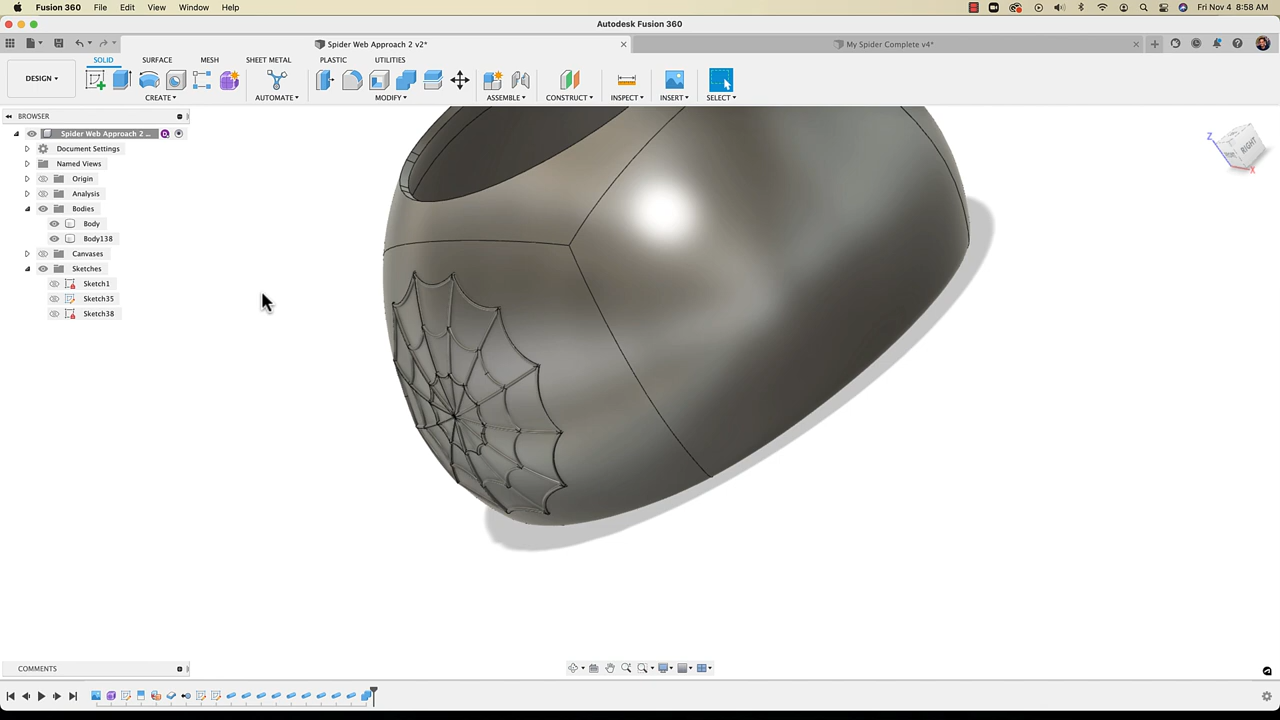 Fusion 360 File Edit View Window Help Fri Nov 4 8:58 AM
Autodesk Fusion 360
Spider Web Approach 2 v2* My Spider Complete v4*
SOLID SURFACE MESH SHEET METAL PLASTIC UTILITIES
DESIGN
CREATE AUTOMATE MODIFY ASSEMBLE CONSTRUCT INSPECT INSERT SELECT
BROWSER
Spider Web Approach 2 ...
Document Settings
Named Views
Origin
Analysis
Bodies
Body
Body138
Canvases
Sketches
Sketch1
Sketch35
Sketch38
Z
RIGHT
X
COMMENTS